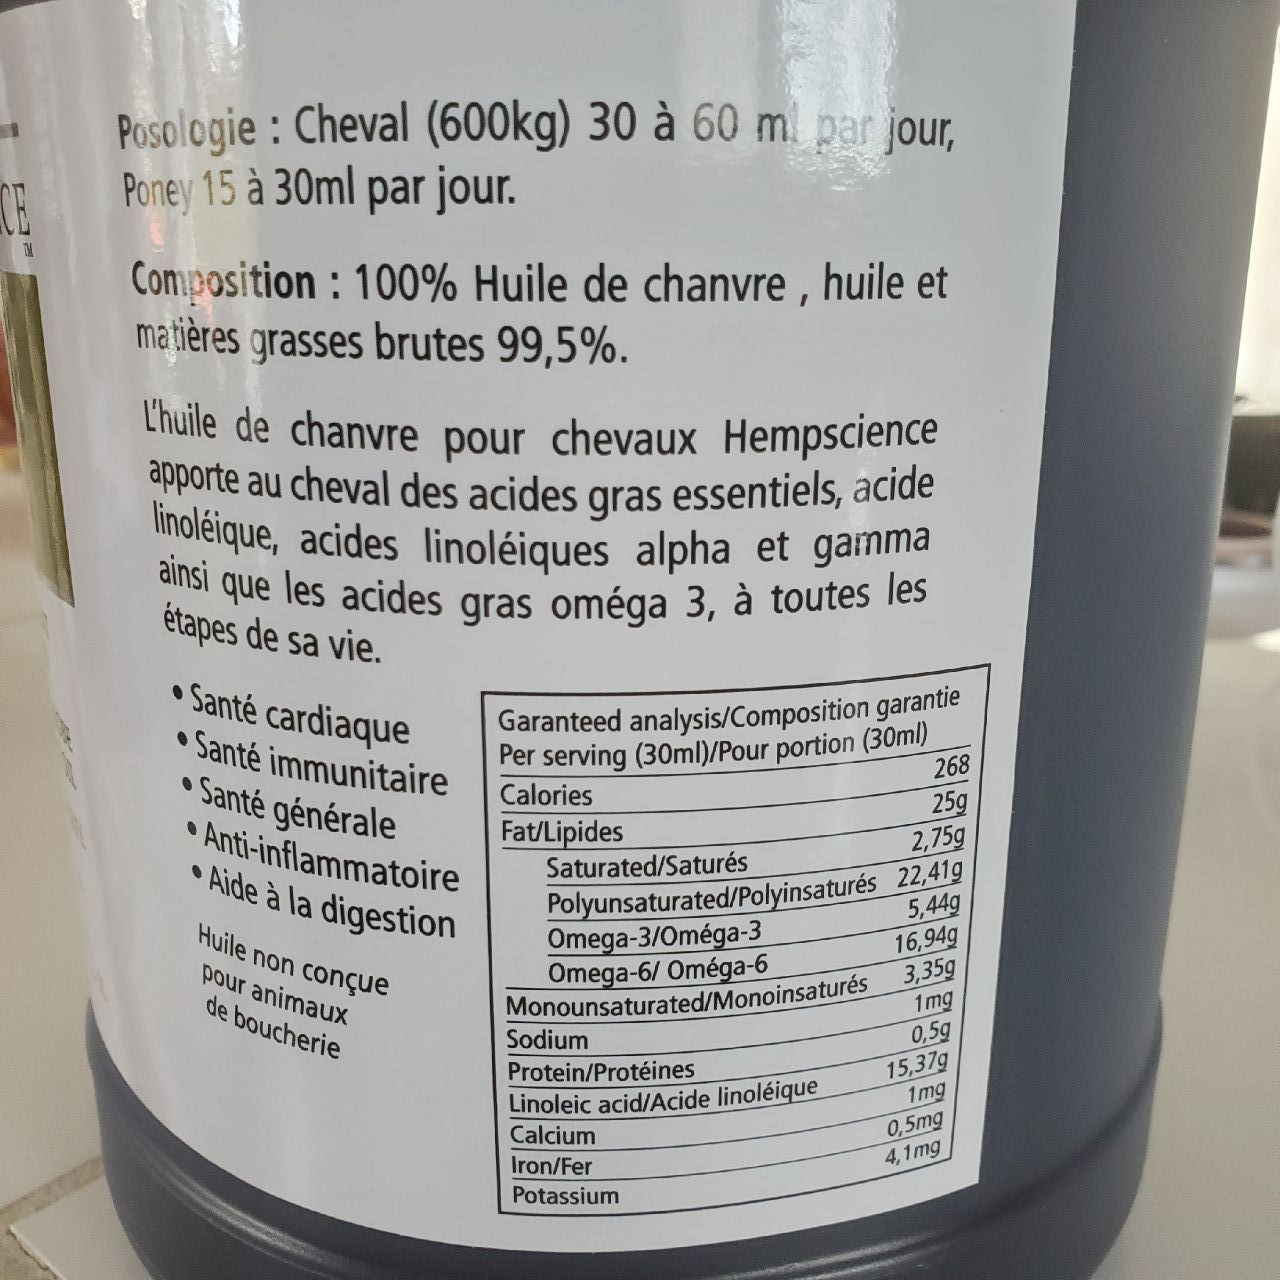 CE
TM
Posologie : Cheval (600kg) 30 à 60 ml par jour,
Poney 15 à 30ml par jour.
Composition : 100% Huile de chanvre , huile et
matières grasses brutes 99,5%.
L'huile de chanvre pour chevaux Hempscience
apporte au cheval des acides gras essentiels, acide
linoléique, acides linoléiques alpha et gamma
ainsi que les acides gras oméga 3, à toutes les
étapes de sa vie.
• Santé cardiaque
• Santé immunitaire
• Santé générale
• Anti-inflammatoire
• Aide à la digestion
Huile non conçue
pour animaux
de boucherie
Garanteed analysis/Composition garantie
Per serving (30ml)/Pour portion (30ml)
Calories 268
Fat/Lipides 25g
Saturated/Saturés 2,75g
Polyunsaturated/Polyinsaturés 22,41g
Omega-3/Oméga-3 5,44g
Omega-6/ Oméga-6 16,94g
Monounsaturated/Monoinsaturés 3,35g
Sodium 1mg
Protein/Protéines 0,5g
Linoleic acid/Acide linoléique 15,37g
Calcium 1mg
Iron/Fer 0,5mg
Potassium 4,1mg